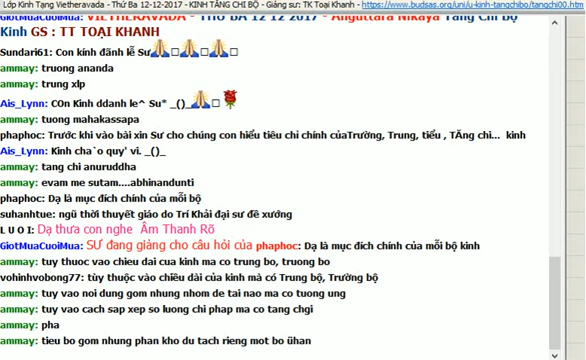 Lớp Kinh Tạng Vietheravada - Thứ Ba 12-12-2017 - KINH TĂNG CHI BỘ - Giảng sư: TK Toại Khanh - https://www.budsas.org/uni/u-kinh-tangchibo/tangchi00.htm
GiotMuaCuoiMua: VIETHERAVADA - THỨ BA 12 12 2017 - Anguttara Nikaya Tăng Chi Bộ
Kinh GS : TT TOẠI KHANH
Sundari61: Con kính đãnh lễ Sư🙏□🙏□🙏□
ammay: truong ananda
ammay: trung xlp
Ais_Lynn: COn Kinh ddanh le^ Su* _()_🙏□🌹
ammay: tuong mahakassapa
phaphoc: Trước khi vào bài xin Sư cho chúng con hiểu tiêu chi chính củaTrường, Trung, tiểu , TĂng chi... kinh
Ais_Lynn: Kinh cha`o quy' vi. _()_
ammay: tang chi anuruddha
ammay: evam me sutam....abhinandunti
phaphoc: Dạ là mục đích chính của mỗi bộ
suhanhtue: ngũ thời thuyết giáo do Trí Khải đại sư đề xướng
L U O I: Dạ thưa con nghe Âm Thanh Rõ
GiotMuaCuoiMua: SƯ đang giảng cho câu hỏi của phaphoc: Dạ là mục đích chính của mỗi bộ kinh
ammay: tuy thuoc vao chieu dai cua kinh ma co trung bo, truong bo
vohinhvobong77: tùy thuộc vào chiều dài của kinh mà có Trung bộ, Trường bộ
ammay: tuy vao noi dung gom nhung nhom de tai nao ma co tuong ung
ammay: tuy vao cach sap xep so luong chi phap ma co tang chgi
ammay: pha
ammay: tieu bo gom nhung phan kho du tach rieng mot bo ühan